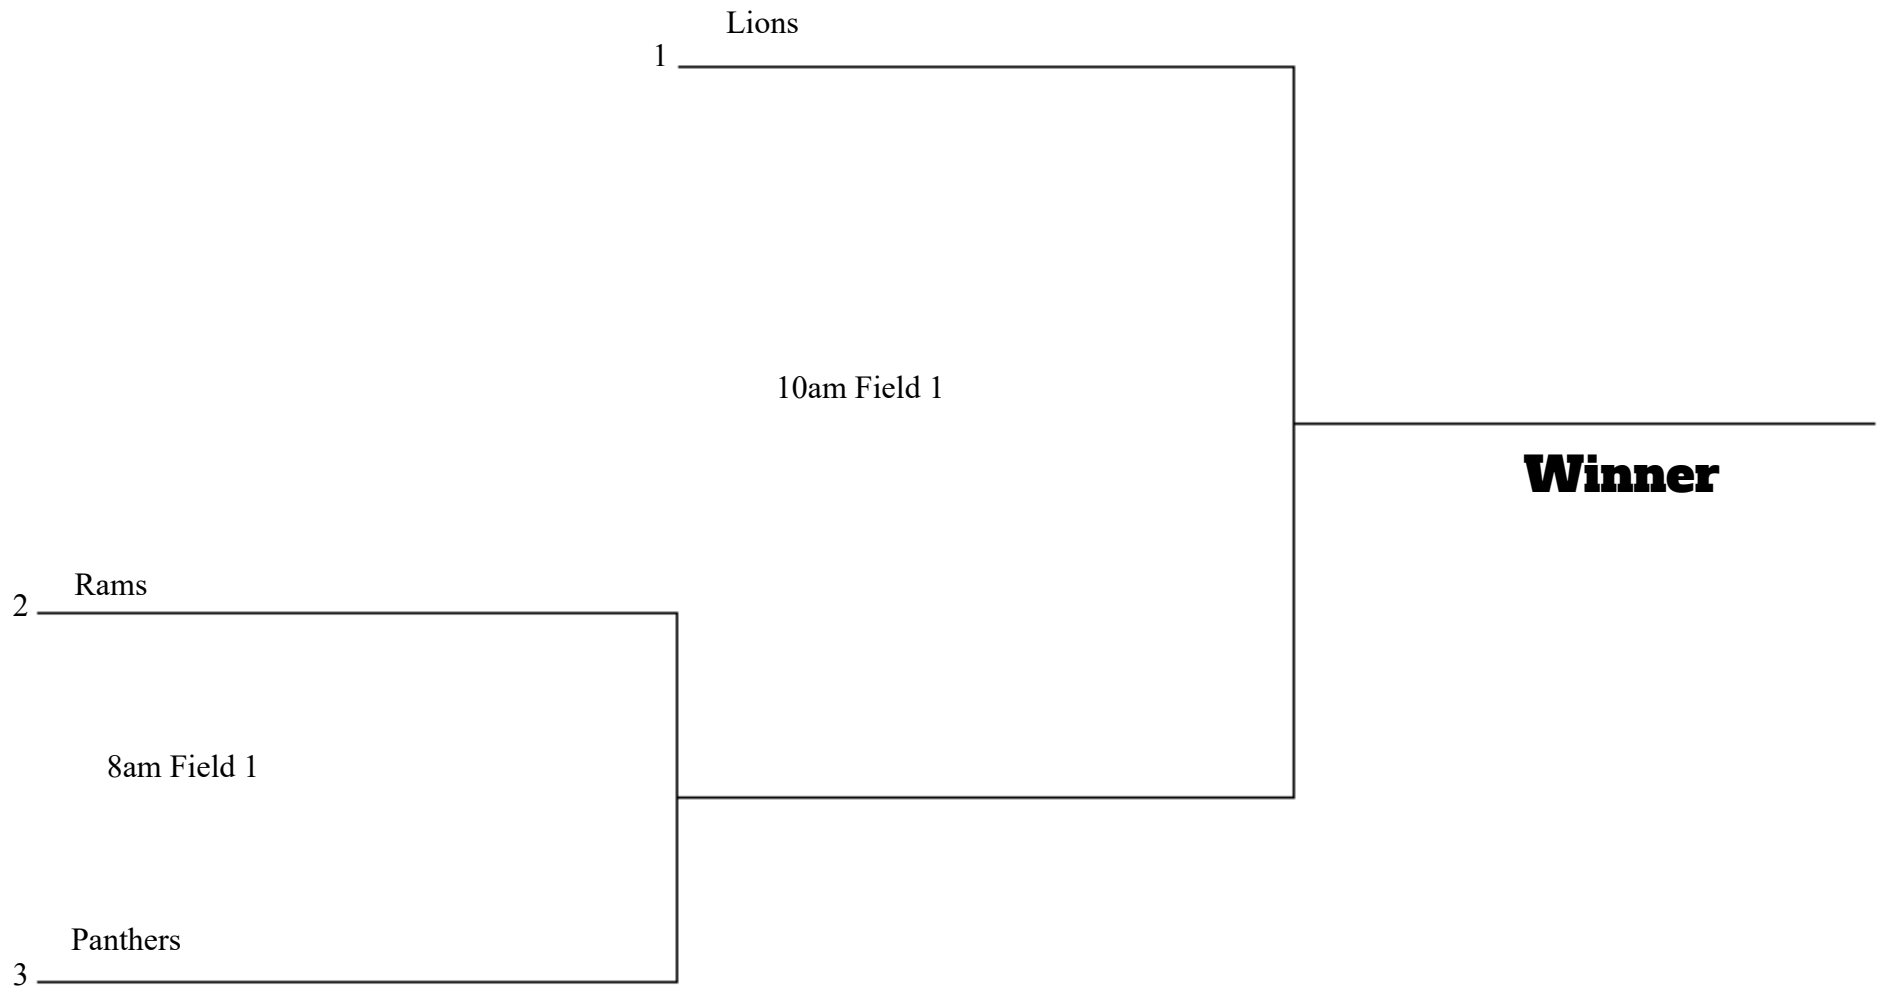 Lions
1
10am Field 1
Winner
Rams
2
8am Field 1
Panthers
3